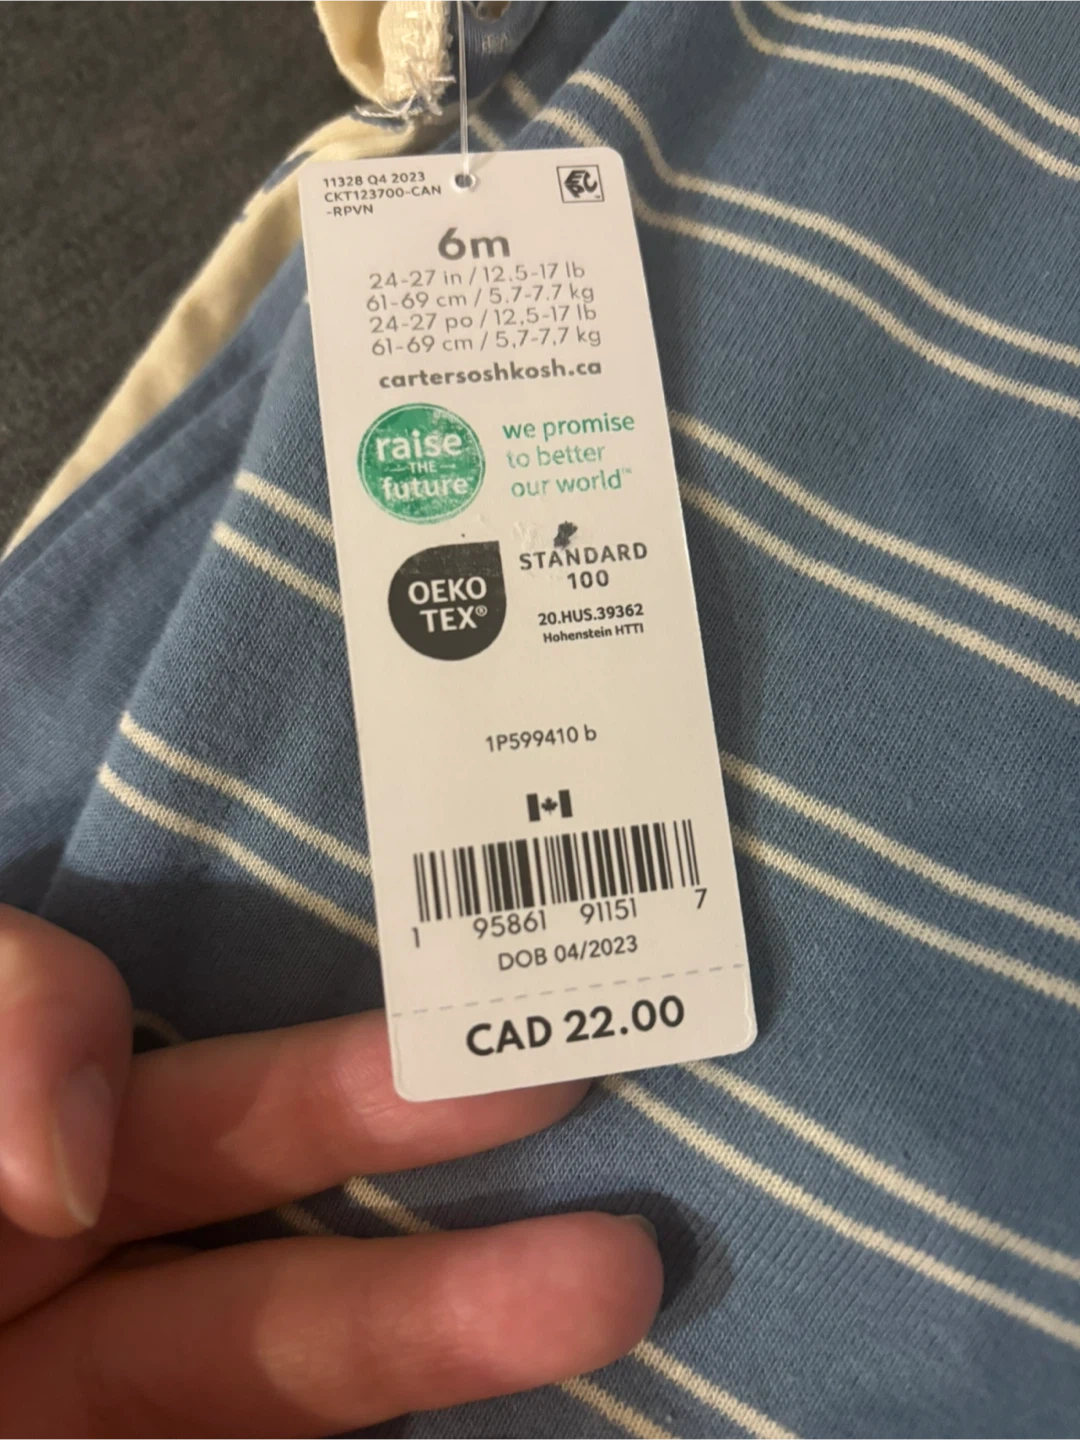 11328 Q4 2023
CKT123700-CAN
-RPVN
EPC
6m
24-27 in / 12.5-17 lb
61-69 cm / 5.7-7.7 kg
24-27 po / 12,5-17 lb
61-69 cm / 5,7-7,7 kg
cartersoshkosh.ca
raise
THE
future
we promise
to better
our world™
OEKO
TEX®
STANDARD
100
20.HUS.39362
Hohenstein HTTI
1P599410 b
1 95861 91151 7
DOB 04/2023
CAD 22.00